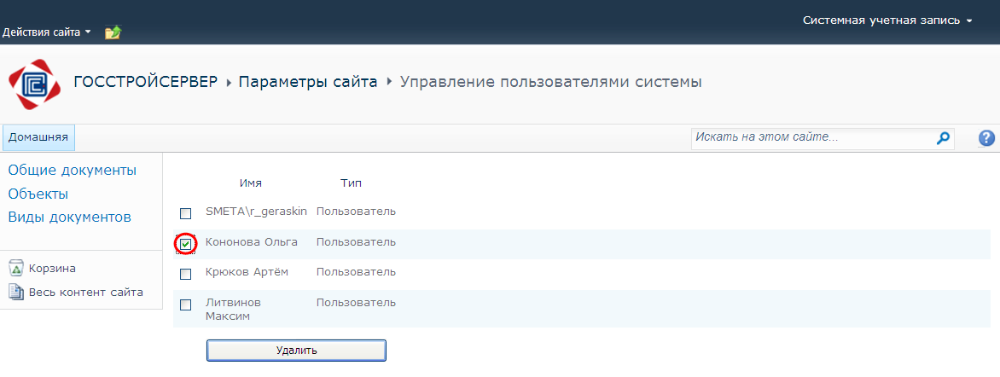 Системная учетная запись
Действия сайта
ГОССТРОЙСЕРВЕР Параметры сайта Управление пользователями системы
Домашняя
Искать на этом сайте...
Общие документы
Объекты
Виды документов
Корзина
Весь контент сайта
Имя Тип
SMETA\r_geraskin Пользователь
Кононова Ольга Пользователь
Крюков Артём Пользователь
Литвинов Пользователь
Максим
Удалить